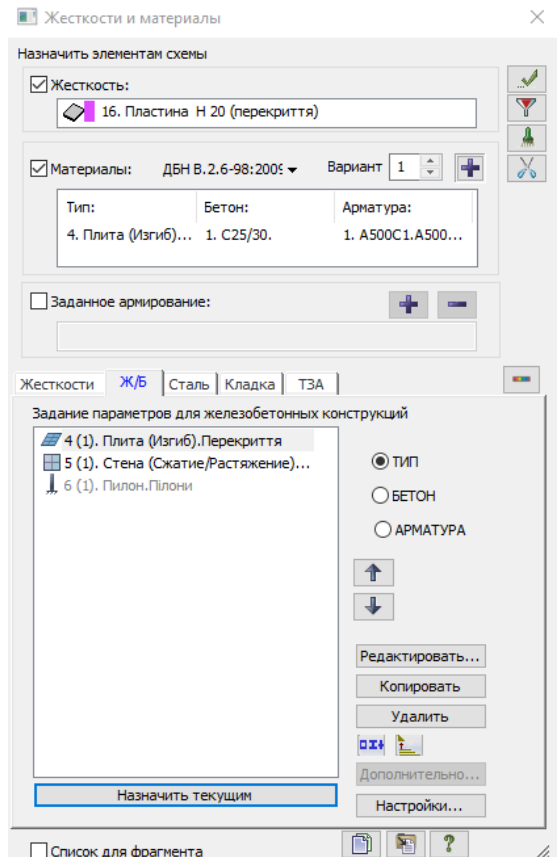 Жесткости и материалы
Назначить элементам схемы
Жесткость:
16. Пластина H 20 (перекриття)
Материалы: ДБН В.2.6-98:2009 Вариант 1
Тип: Бетон: Арматура:
4. Плита (Изгиб)... 1. C25/30. 1. A500C1.A500...
Заданное армирование:
Жесткости Ж/Б Сталь Кладка ТЗА
Задание параметров для железобетонных конструкций
4 (1). Плита (Изгиб).Перекриття
5 (1). Стена (Сжатие/Растяжение)...
6 (1). Пилон.Пілони
ТИП
БЕТОН
АРМАТУРА
Редактировать...
Копировать
Удалить
Дополнительно...
Назначить текущим
Настройки...
Список для фрагмента